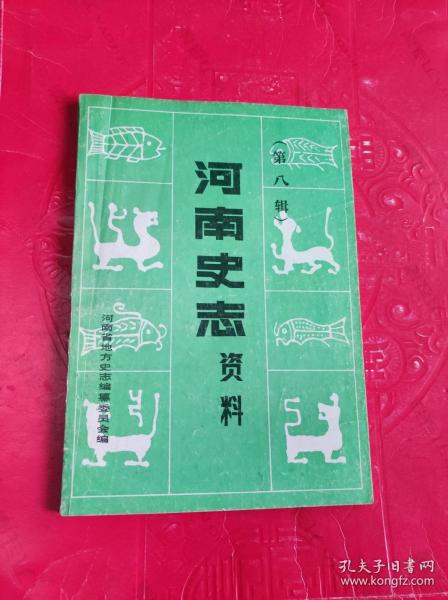 （第八辑）
河南史志
资料
河南省地方史志编纂委员会编
孔夫子旧书网
www.kongfz.com